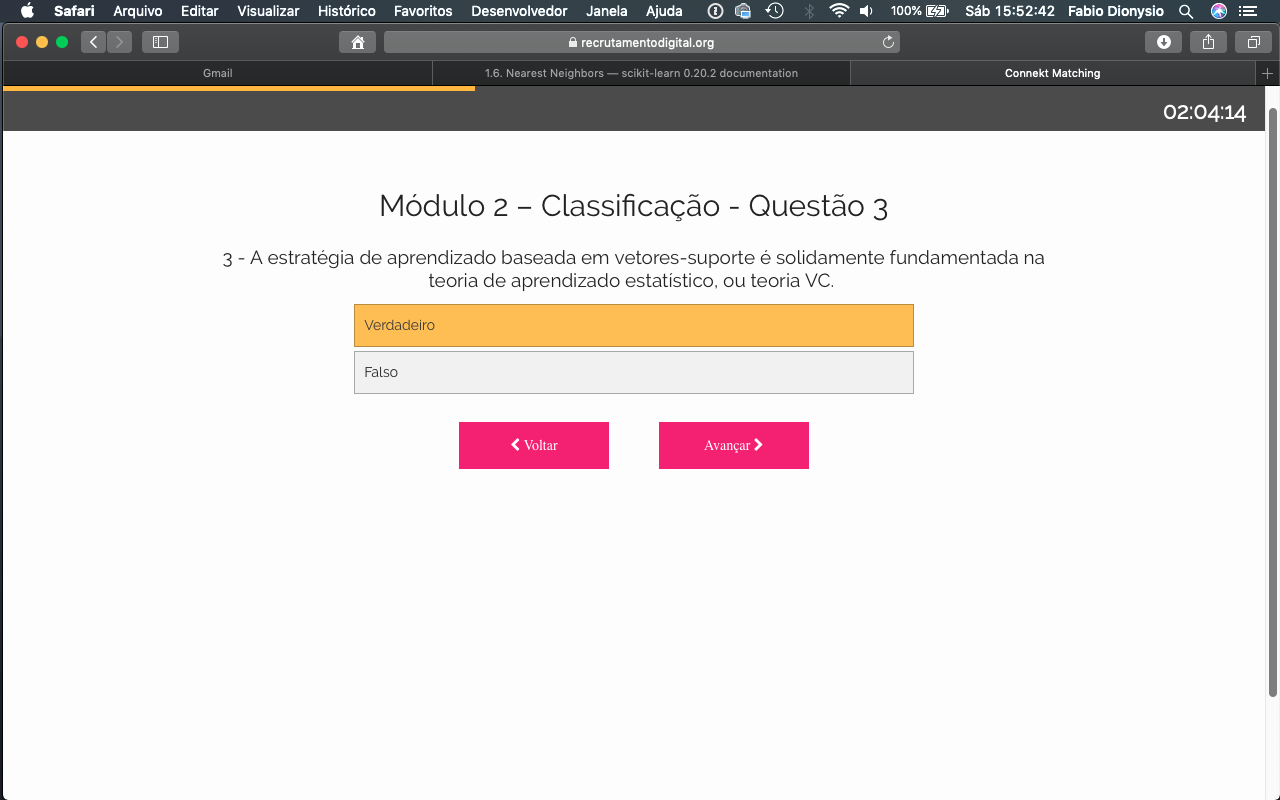 Safari Arquivo Editar Visualizar Histórico Favoritos Desenvolvedor Janela Ajuda 100% Sáb 15:52:42 Fabio Dionysio
recrutamentodigital.org
Gmail 1.6. Nearest Neighbors — scikit-learn 0.20.2 documentation Connekt Matching
02:04:14
Módulo 2 – Classificação - Questão 3
3 - A estratégia de aprendizado baseada em vetores-suporte é solidamente fundamentada na
teoria de aprendizado estatístico, ou teoria VC.
Verdadeiro
Falso
Voltar Avançar